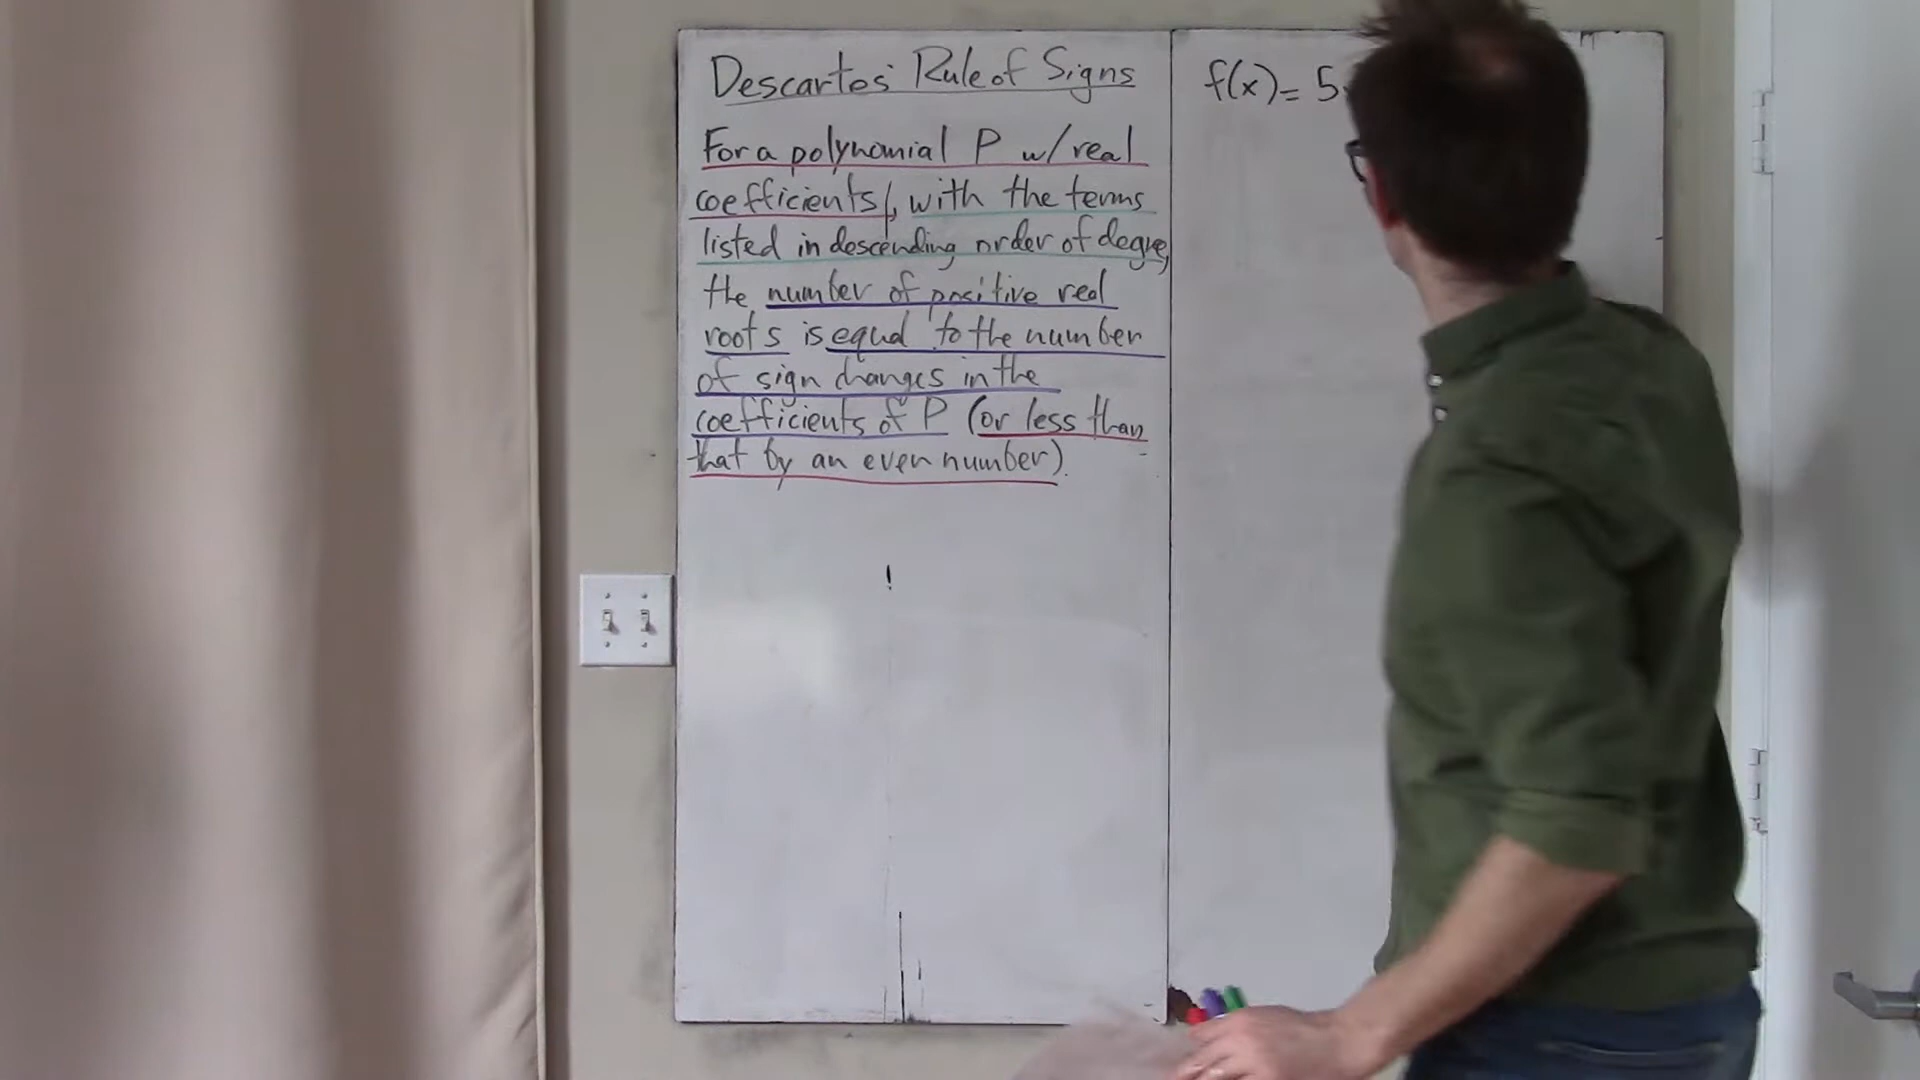 Descartes' Rule of Signs
For a polynomial P w/ real
coefficients, with the terms
listed in descending order of degree,
the number of positive real
roots is equal to the number
of sign changes in the
coefficients of P (or less than
that by an even number).
!
f(x) = 5